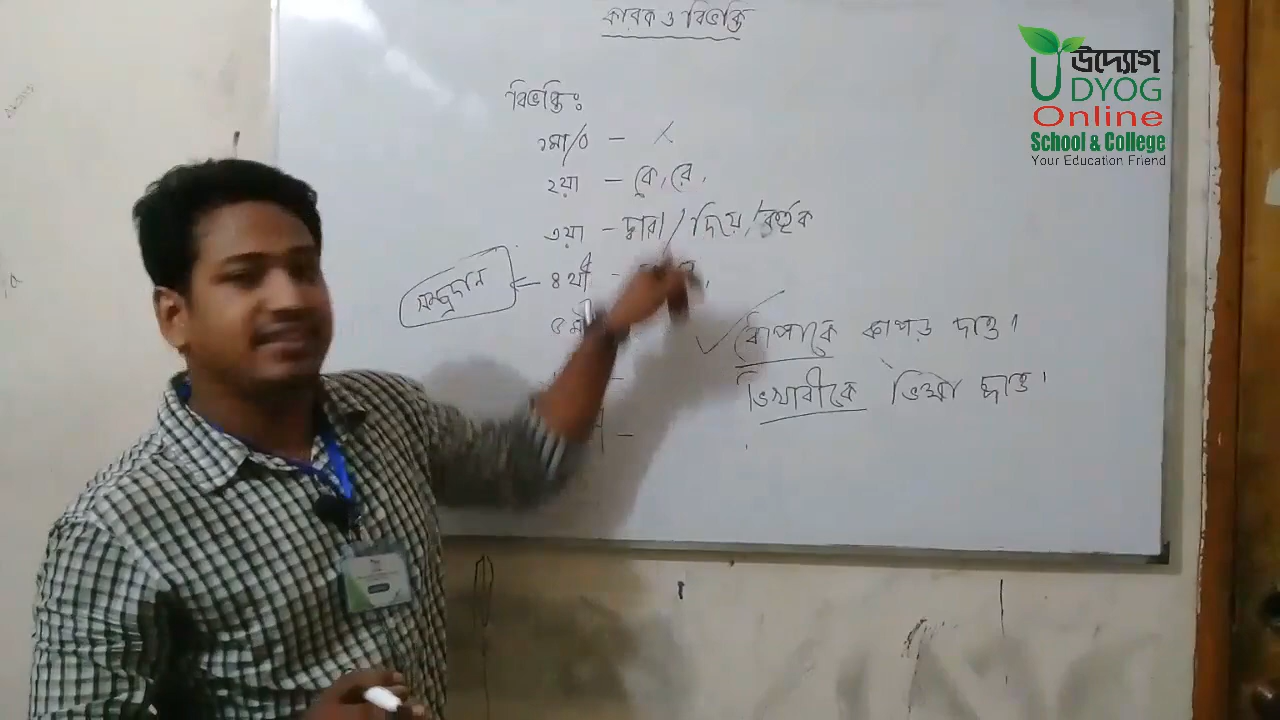 কারক ও বিভক্তি
উদ্যোগ
UDYOG
Online
School & College
Your Education Friend
বিভক্তিঃ
১মা/০ – X
২য়া – কে, রে,
৩য়া – দ্বারা/ দিয়ে/ কর্তৃক
সম্প্রদান – ৪র্থী –
৫মী
ধোপাকে কাপড় দাও।
ভিখারীকে ভিক্ষা দাও।